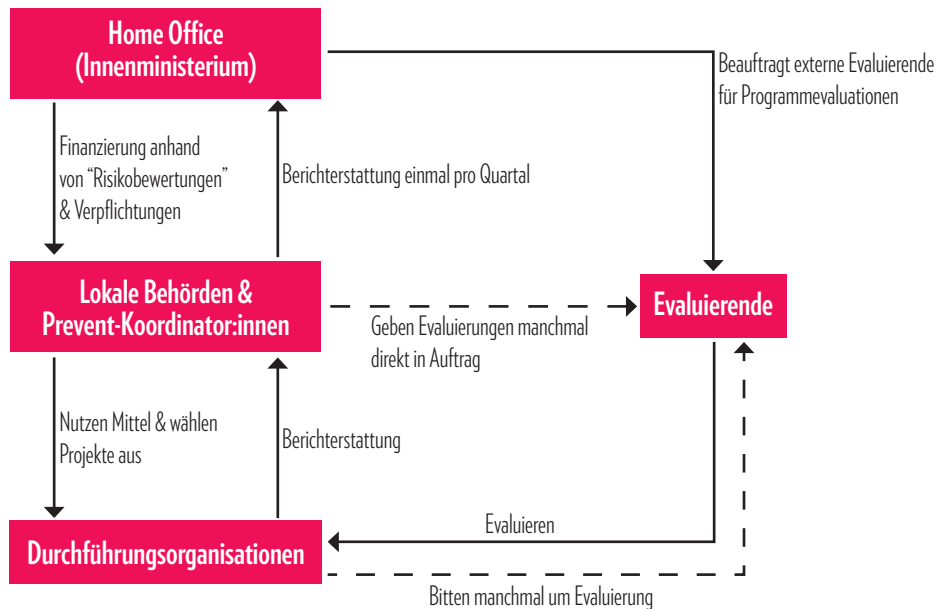 Home Office
(Innenministerium)
Beauftragt externe Evaluierende
für Programmevaluationen
Finanzierung anhand
von “Risikobewertungen”
& Verpflichtungen
Berichterstattung einmal pro Quartal
Lokale Behörden &
Prevent-Koordinator:innen
Evaluierende
Geben Evaluierungen manchmal
direkt in Auftrag
Nutzen Mittel & wählen
Projekte aus
Berichterstattung
Evaluieren
Durchführungsorganisationen
Bitten manchmal um Evaluierung